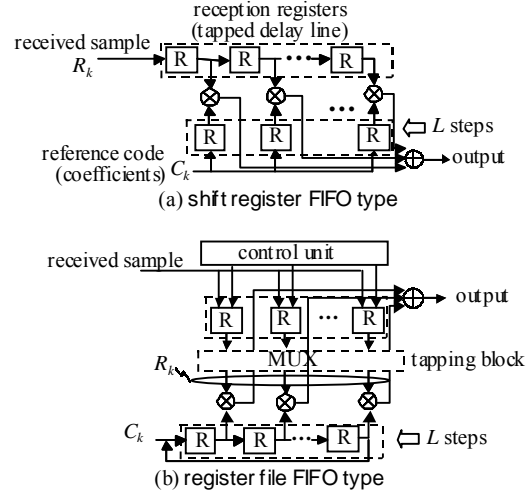 reception registers
(tapped delay line)
received sample
R_k
R R ••• R
•••
R R R
L steps
reference code
(coefficients) C_k
output
(a) shift register FIFO type
control unit
received sample
output
R R ••• R
MUX
tapping block
R_k
C_k
R R ••• R
L steps
(b) register file FIFO type